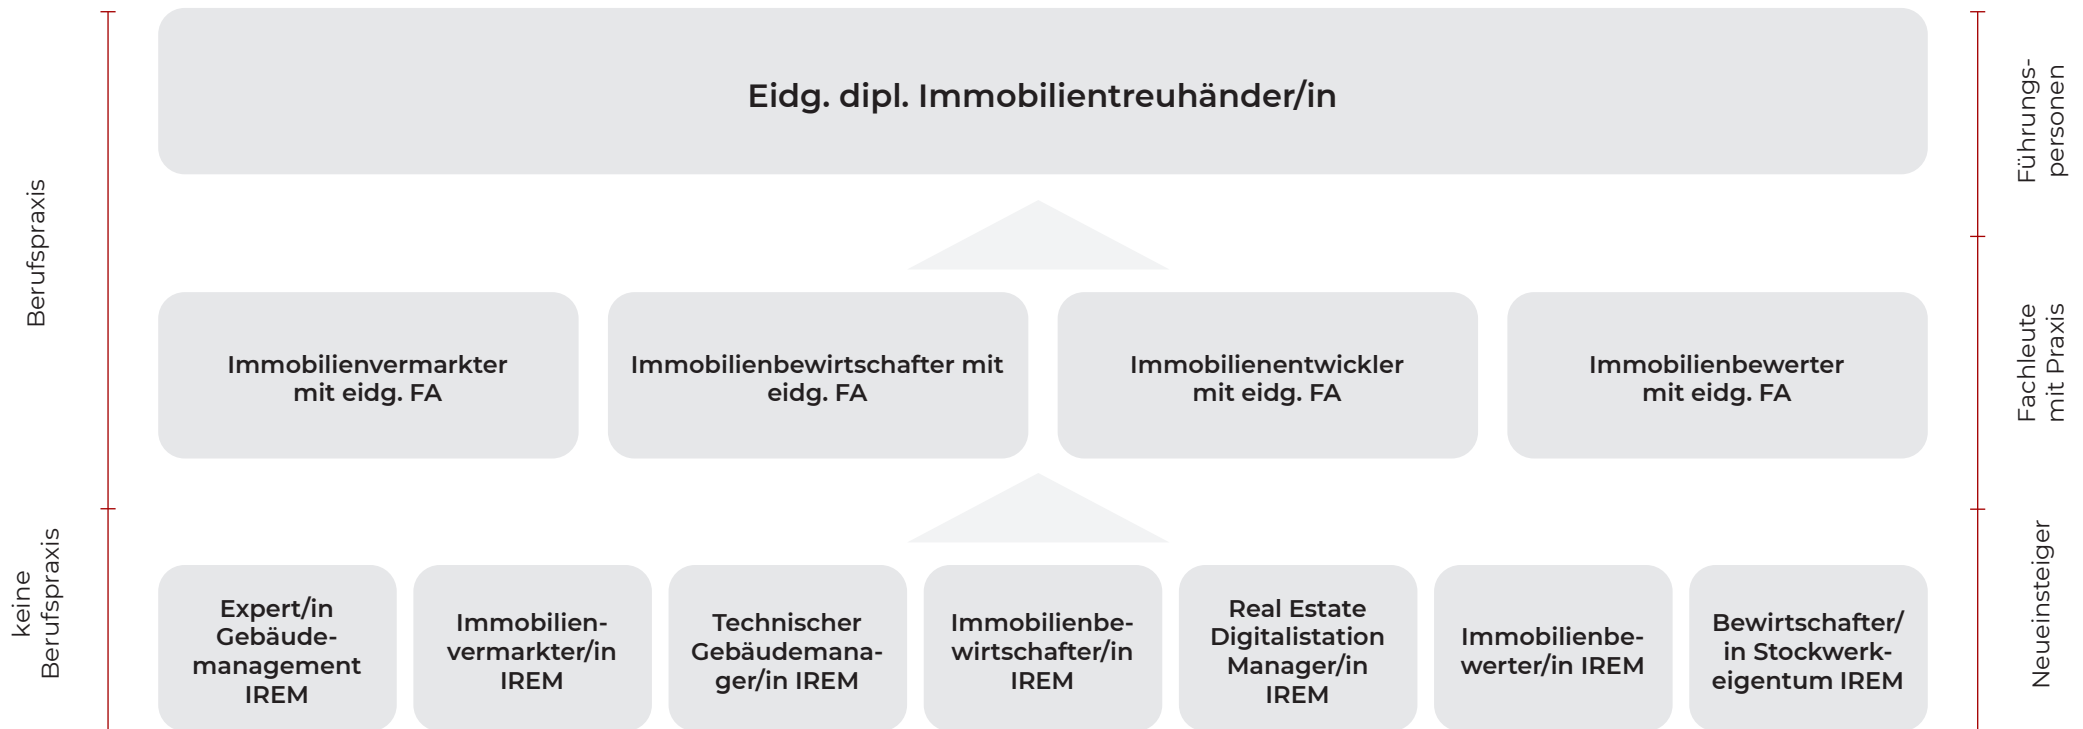 Eidg. dipl. Immobilientreuhänder/in
Führungs-
personen
Berufspraxis
Immobilienvermarkter
mit eidg. FA
Immobilienbewirtschafter mit
eidg. FA
Immobilienentwickler
mit eidg. FA
Immobilienbewerter
mit eidg. FA
Fachleute
mit Praxis
keine
Berufspraxis
Expert/in
Gebäude-
management
IREM
Immobilien-
vermarkter/in
IREM
Technischer
Gebäudemana-
ger/in IREM
Immobilienbe-
wirtschafter/in
IREM
Real Estate
Digitalistation
Manager/in
IREM
Immobilienbe-
werter/in IREM
Bewirtschafter/
in Stockwerk-
eigentum IREM
Neueinsteiger